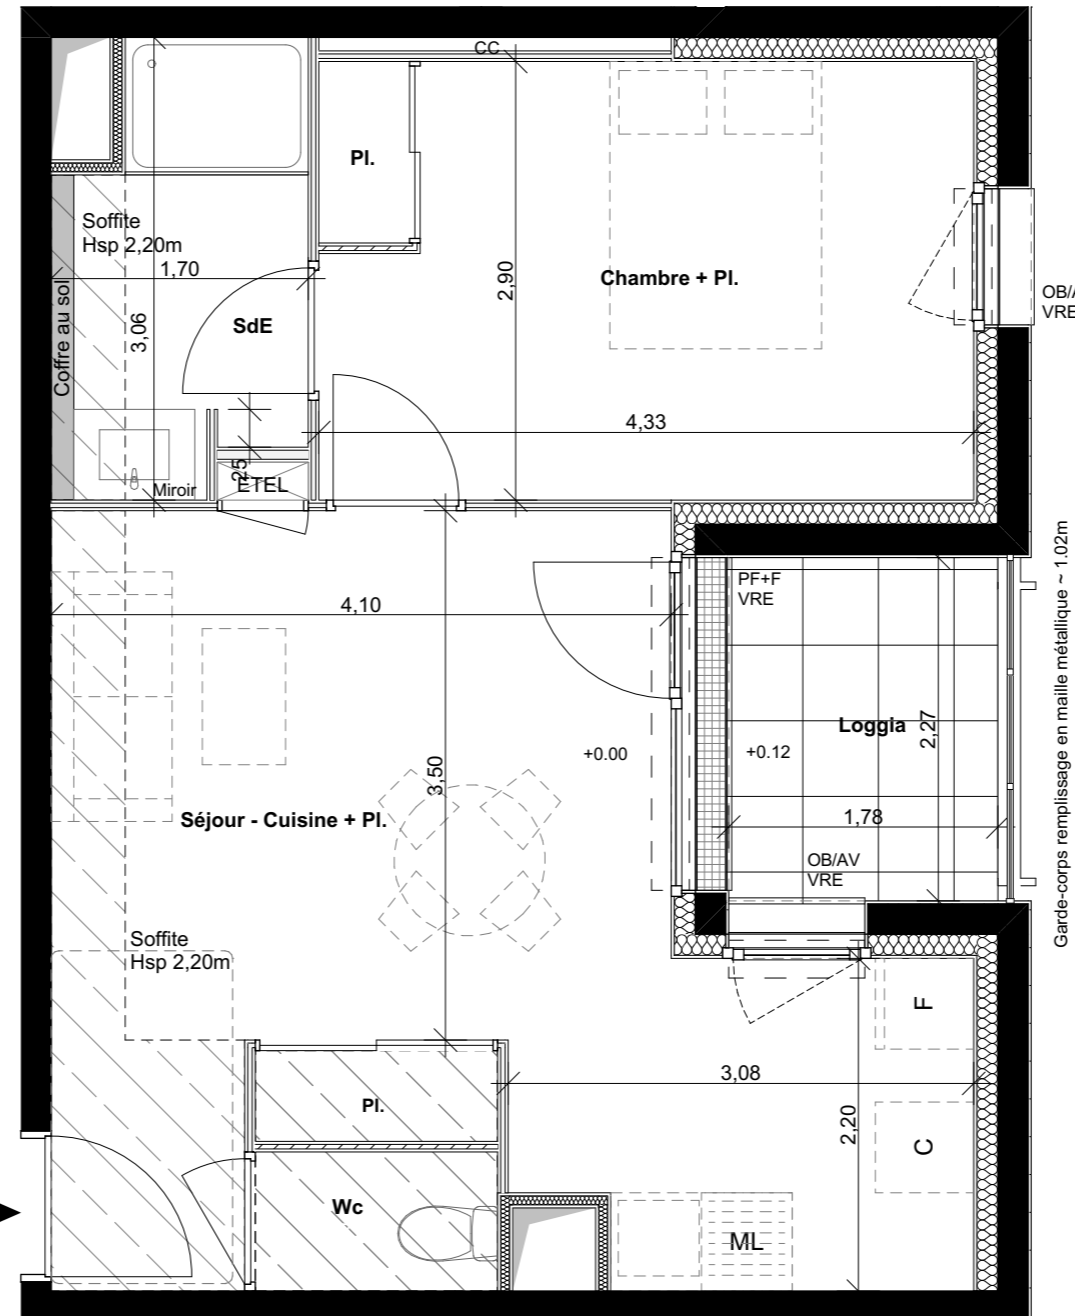 CC
Pl.
Soffite
Hsp 2,20m
1,70
2,90
Chambre + Pl.
Coffre au sol
3,06
SdE
OB/A
VRE
4,33
25
Miroir
ETEL
4,10
PF+F
VRE
Garde-corps remplissage en maille métallique ~ 1.02m
Loggia
2,27
+0.00
+0.12
3,50
Séjour - Cuisine + Pl.
1,78
OB/AV
VRE
Soffite
Hsp 2,20m
F
3,08
Pl.
2,20
C
Wc
ML